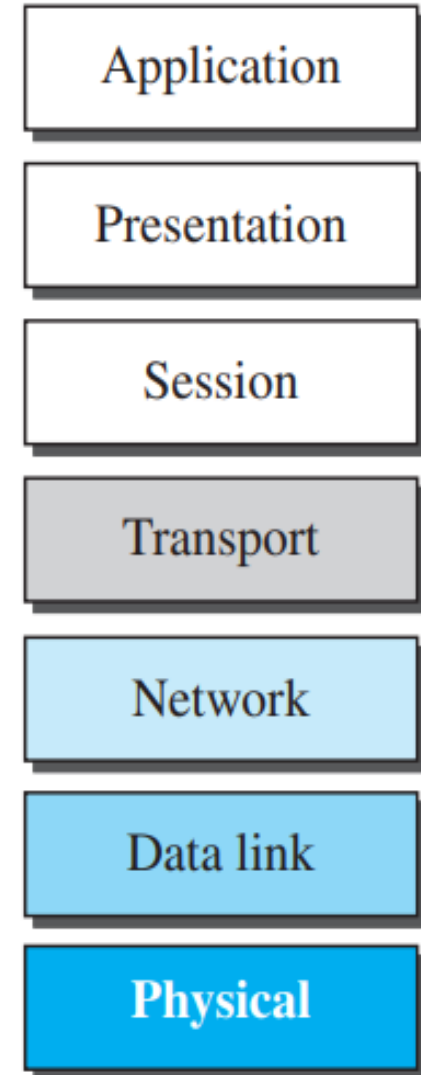 Application
Presentation
Session
Transport
Network
Data link
Physical